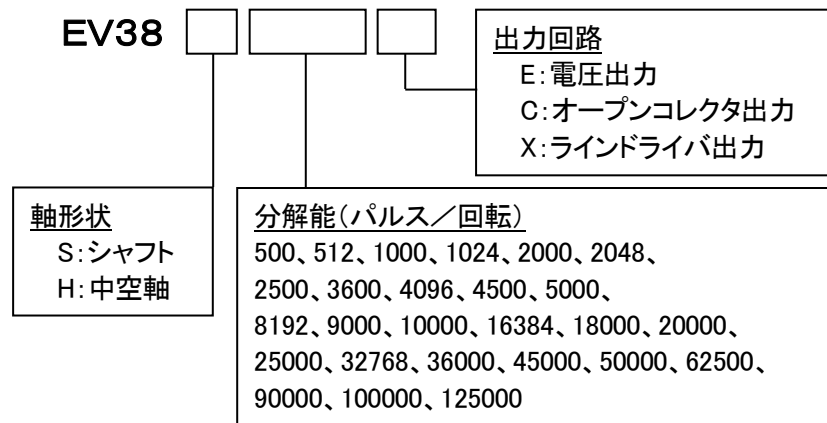 EV38
出力回路
E:電圧出力
C:オープンコレクタ出力
X:ラインドライバ出力
軸形状
S:シャフト
H:中空軸
分解能(パルス/回転)
500、512、1000、1024、2000、2048、
2500、3600、4096、4500、5000、
8192、9000、10000、16384、18000、20000、
25000、32768、36000、45000、50000、62500、
90000、100000、125000